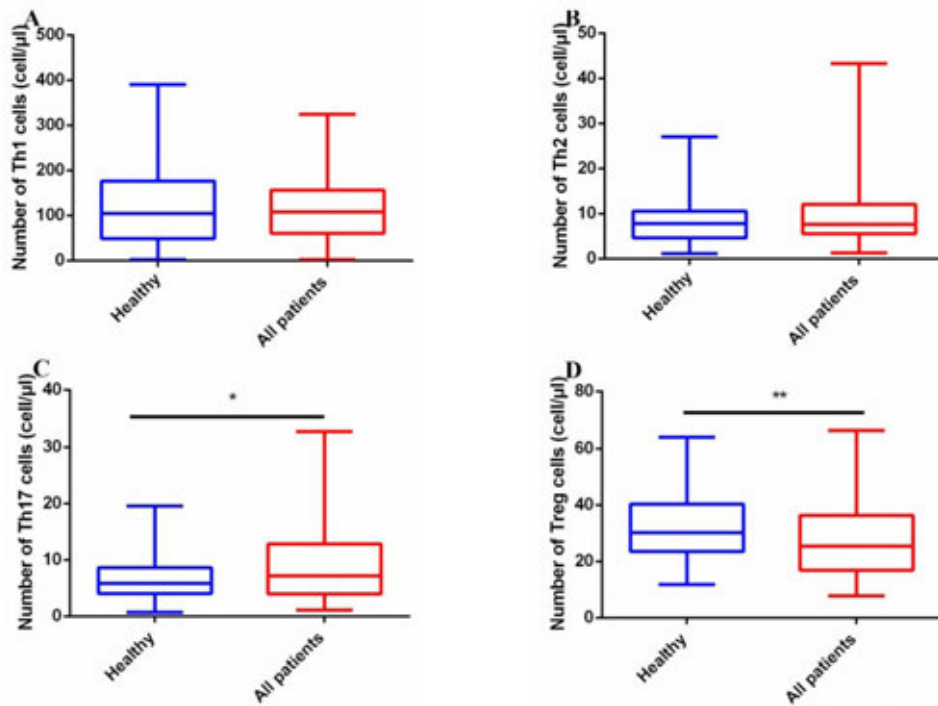 A
Number of Th1 cells (cell/μl)
500
400
300
200
100
0
Healthy
All patients
B
Number of Th2 cells (cell/μl)
50
40
30
20
10
0
Healthy
All patients
C
Number of Th17 cells (cell/μl)
40
30
20
10
0
*
Healthy
All patients
D
Number of Treg cells (cell/μl)
80
60
40
20
0
**
Healthy
All patients